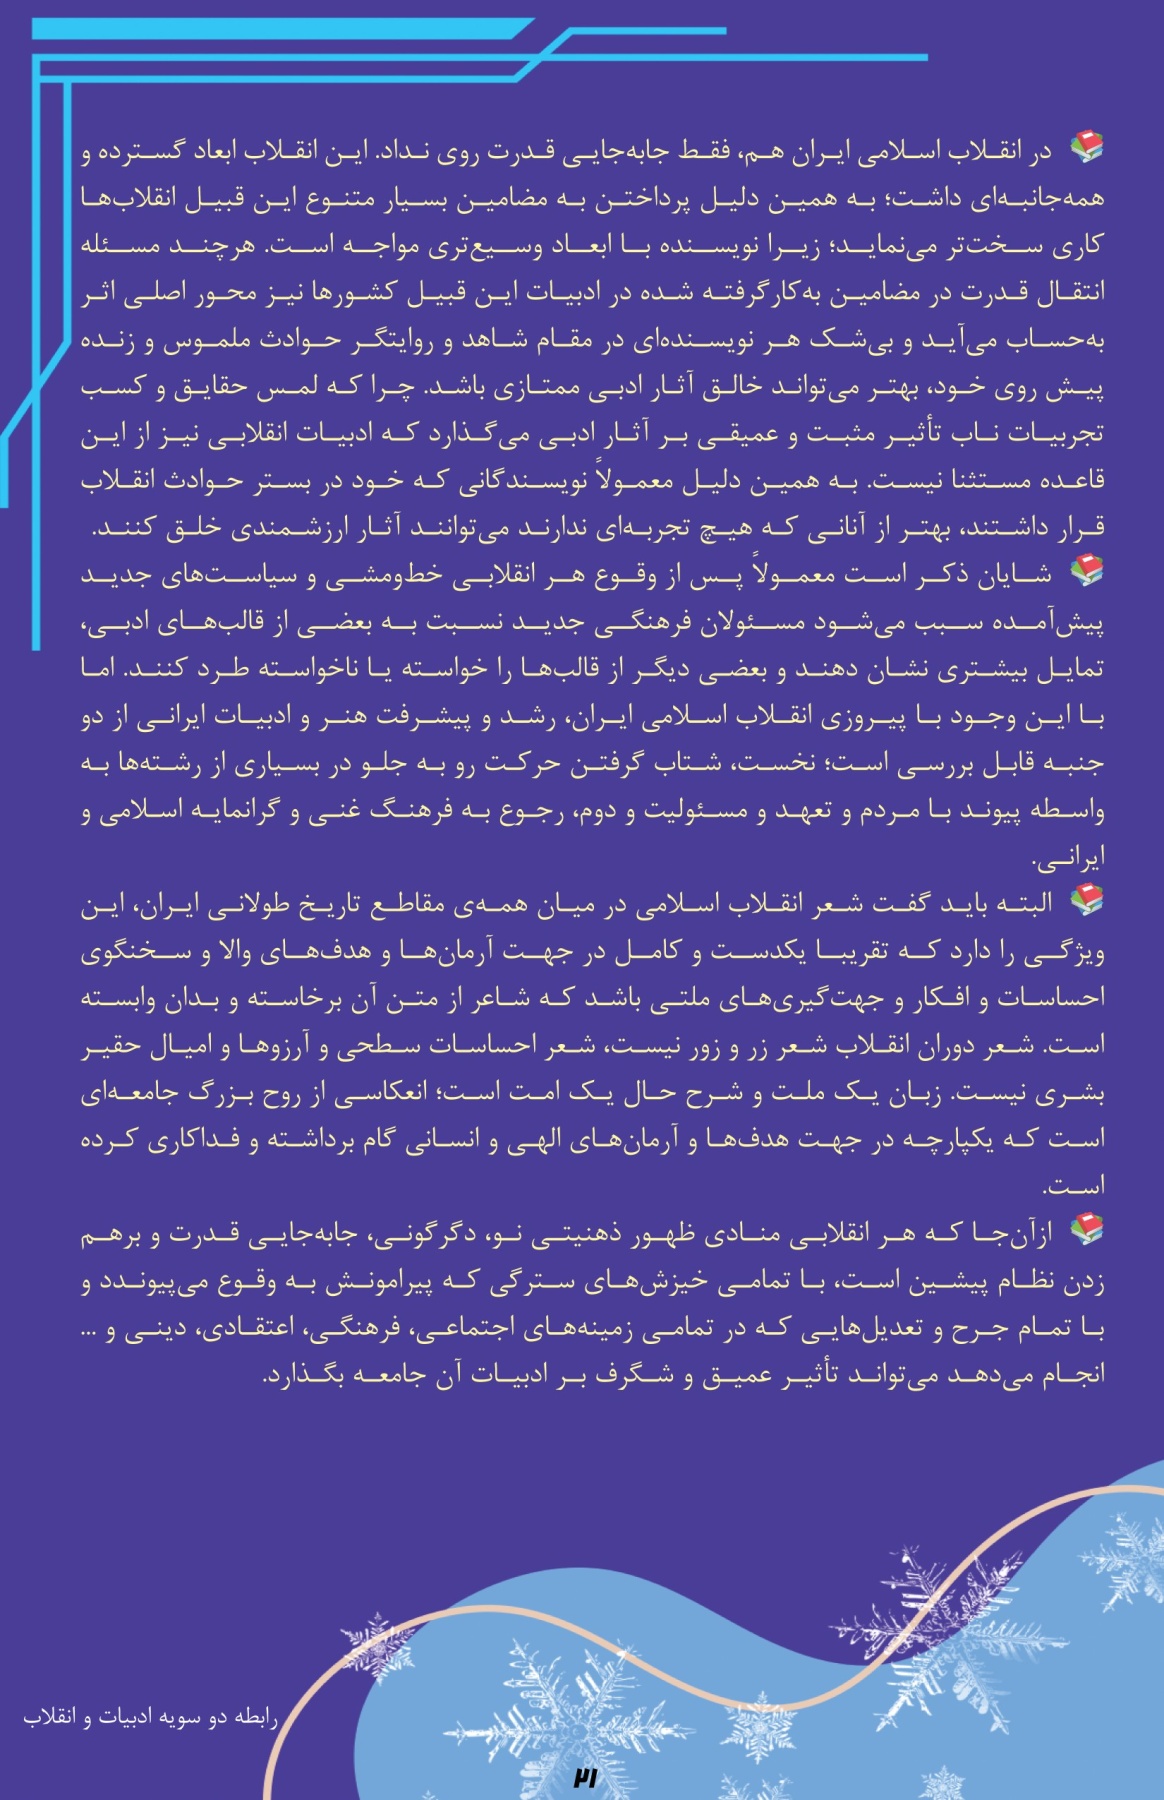 در انقلاب اسلامی ایران هم، فقط جابه‌جایی قدرت روی نداد. این انقلاب ابعاد گسترده و
همه‌جانبه‌ای داشت؛ به همین دلیل پرداختن به مضامین بسیار متنوع این قبیل انقلاب‌ها
کاری سخت‌تر می‌نماید؛ زیرا نویسنده با ابعاد وسیع‌تری مواجه است. هرچند مسئله
انتقال قدرت در مضامین به‌کارگرفته شده در ادبیات این قبیل کشورها نیز محور اصلی اثر
به‌حساب می‌آید و بی‌شک هر نویسنده‌ای در مقام شاهد و روایتگر حوادث ملموس و زنده
پیش روی خود، بهتر می‌تواند خالق آثار ادبی ممتازی باشد. چرا که لمس حقایق و کسب
تجربیات ناب تأثیر مثبت و عمیقی بر آثار ادبی می‌گذارد که ادبیات انقلابی نیز از این
قاعده مستثنا نیست. به همین دلیل معمولاً نویسندگانی که خود در بستر حوادث انقلاب
قرار داشتند، بهتر از آنانی که هیچ تجربه‌ای ندارند می‌توانند آثار ارزشمندی خلق کنند.
شایان ذکر است معمولاً پس از وقوع هر انقلابی خط‌ومشی و سیاست‌های جدید
پیش‌آمده سبب می‌شود مسئولان فرهنگی جدید نسبت به بعضی از قالب‌های ادبی،
تمایل بیشتری نشان دهند و بعضی دیگر از قالب‌ها را خواسته یا ناخواسته طرد کنند. اما
با این وجود با پیروزی انقلاب اسلامی ایران، رشد و پیشرفت هنر و ادبیات ایرانی از دو
جنبه قابل بررسی است؛ نخست، شتاب گرفتن حرکت رو به جلو در بسیاری از رشته‌ها به
واسطه پیوند با مردم و تعهد و مسئولیت و دوم، رجوع به فرهنگ غنی و گرانمایه اسلامی و
ایرانی.
البته باید گفت شعر انقلاب اسلامی در میان همه‌ی مقاطع تاریخ طولانی ایران، این
ویژگی را دارد که تقریبا یکدست و کامل در جهت آرمان‌ها و هدف‌های والا و سخنگوی
احساسات و افکار و جهت‌گیری‌های ملتی باشد که شاعر از متن آن برخاسته و بدان وابسته
است. شعر دوران انقلاب شعر زر و زور نیست، شعر احساسات سطحی و آرزوها و امیال حقیر
بشری نیست. زبان یک ملت و شرح حال یک امت است؛ انعکاسی از روح بزرگ جامعه‌ای
است که یکپارچه در جهت هدف‌ها و آرمان‌های الهی و انسانی گام برداشته و فداکاری کرده
است.
ازآن‌جا که هر انقلابی منادی ظهور ذهنیتی نو، دگرگونی، جابه‌جایی قدرت و برهم
زدن نظام پیشین است، با تمامی خیزش‌های سترگی که پیرامونش به وقوع می‌پیوندد و
با تمام جرح و تعدیل‌هایی که در تمامی زمینه‌های اجتماعی، فرهنگی، اعتقادی، دینی و ...
انجام می‌دهد می‌تواند تأثیر عمیق و شگرف بر ادبیات آن جامعه بگذارد.
رابطه دو سویه ادبیات و انقلاب
۲۱